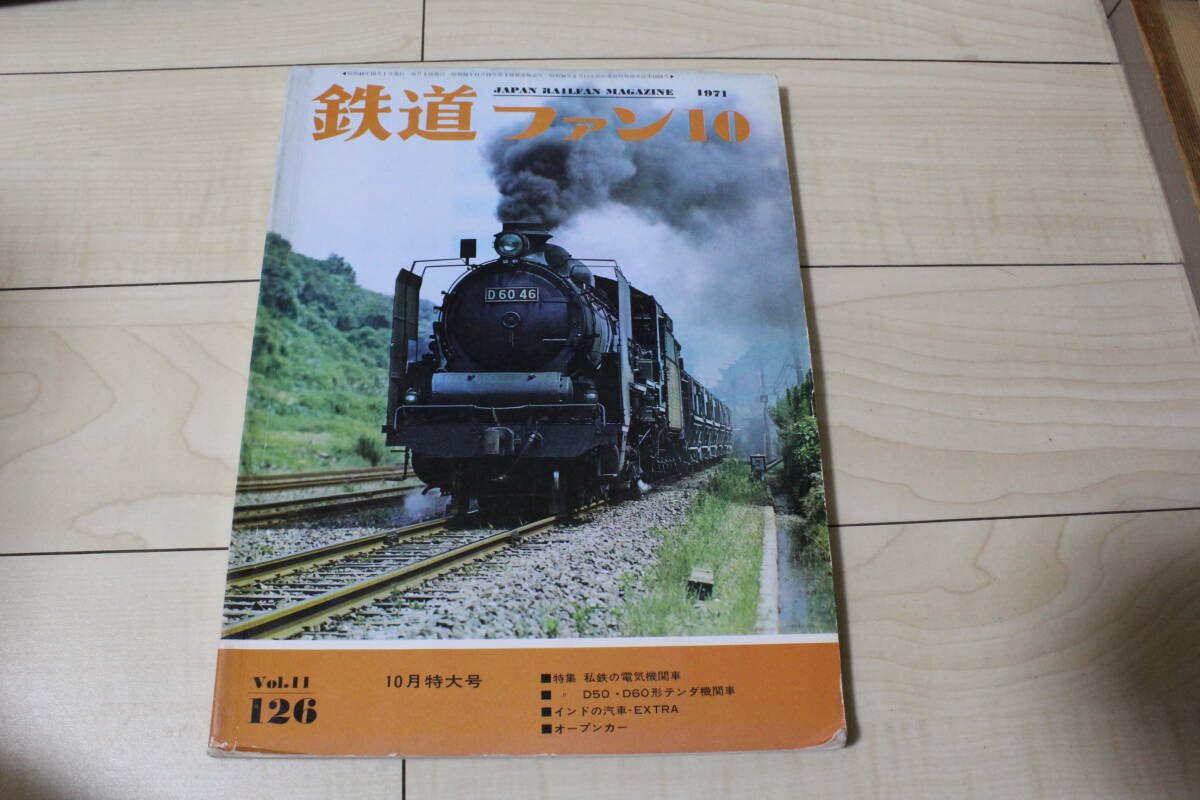 JAPAN RAILFAN MAGAZINE 1971
鉄道ファン10
D60 46
Vol.11
126
10月特大号
■特集 私鉄の電気機関車
■ 〃 D50・D60形テンダ機関車
■インドの汽車・EXTRA
■オープンカー